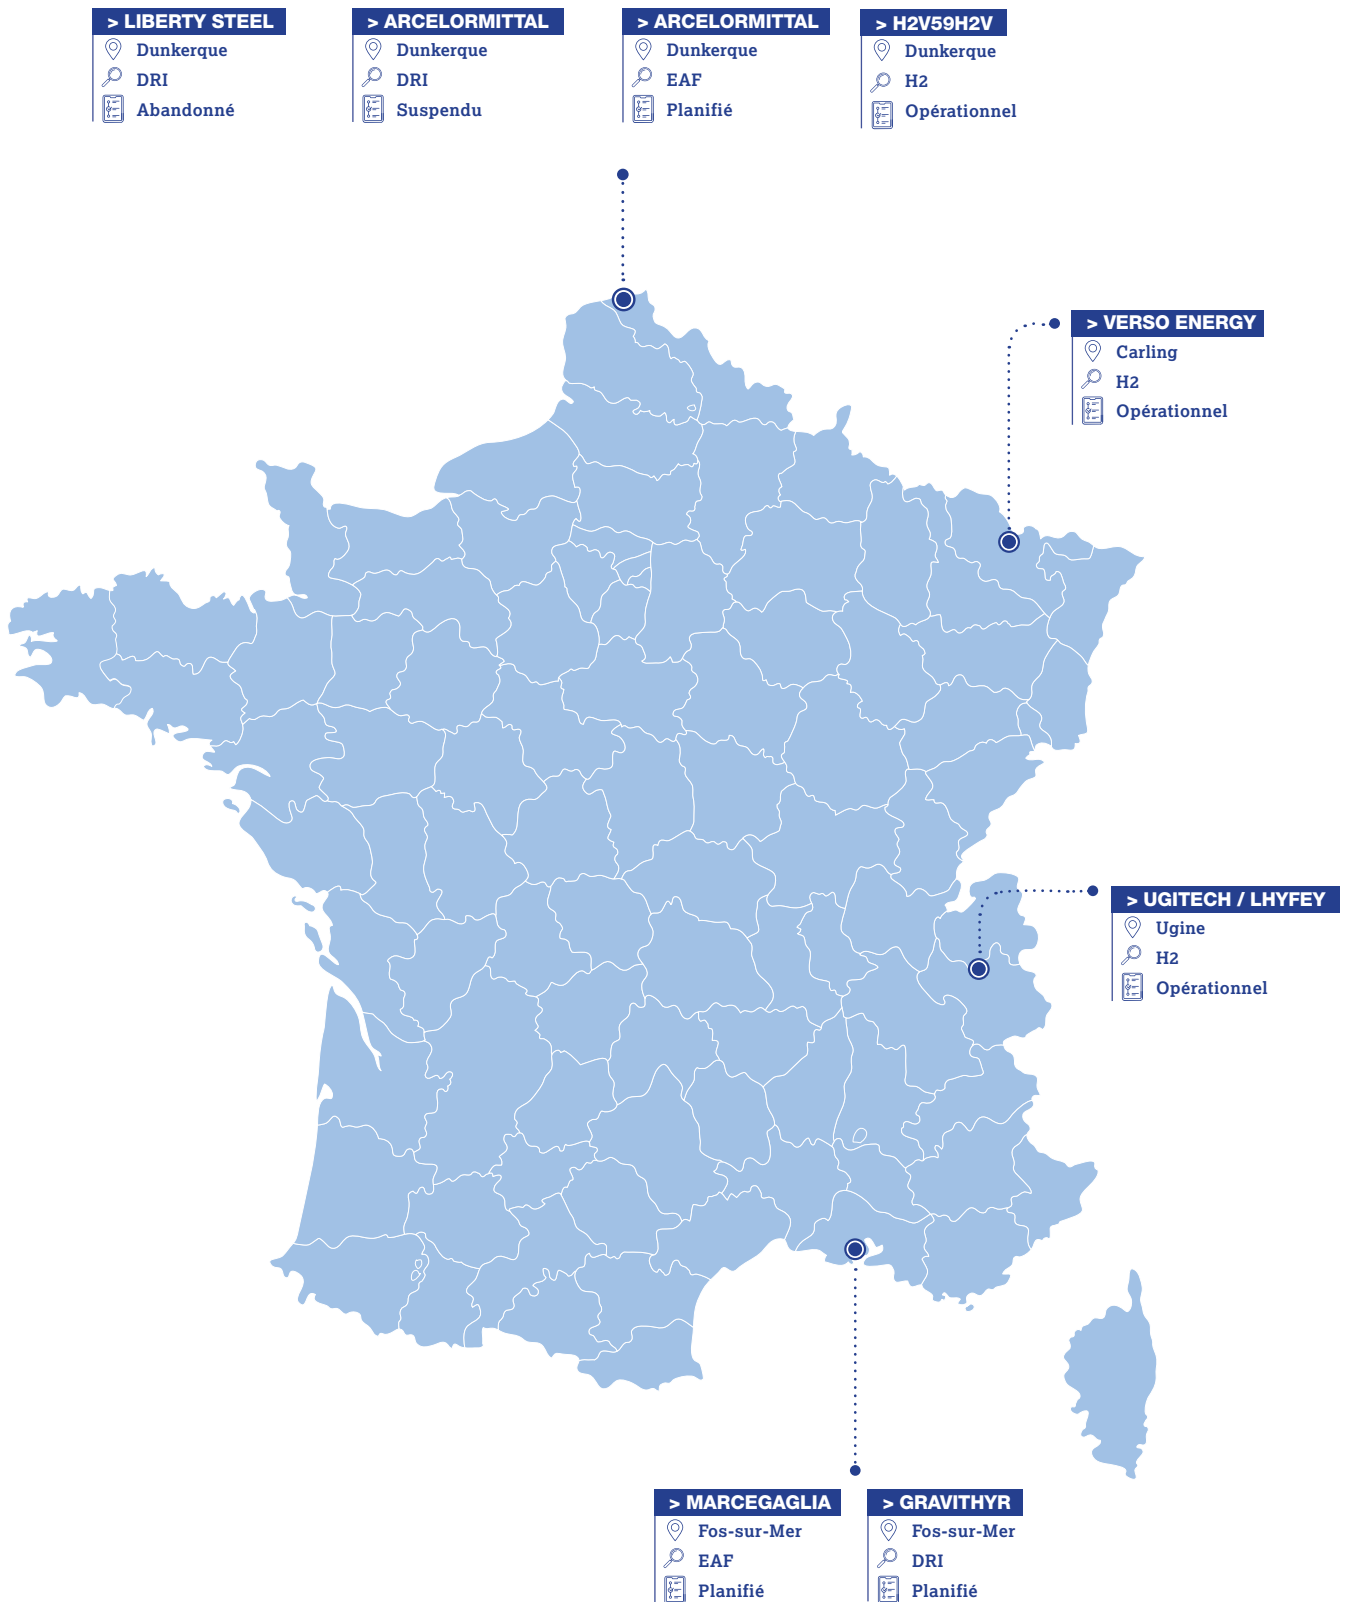 > LIBERTY STEEL
Dunkerque
DRI
Abandonné
> ARCELORMITTAL
Dunkerque
DRI
Suspendu
> ARCELORMITTAL
Dunkerque
EAF
Planifié
> H2V59H2V
Dunkerque
H2
Opérationnel
> VERSO ENERGY
Carling
H2
Opérationnel
> UGITECH / LHYFEY
Ugine
H2
Opérationnel
> MARCEGAGLIA
Fos-sur-Mer
EAF
Planifié
> GRAVITHYR
Fos-sur-Mer
DRI
Planifié